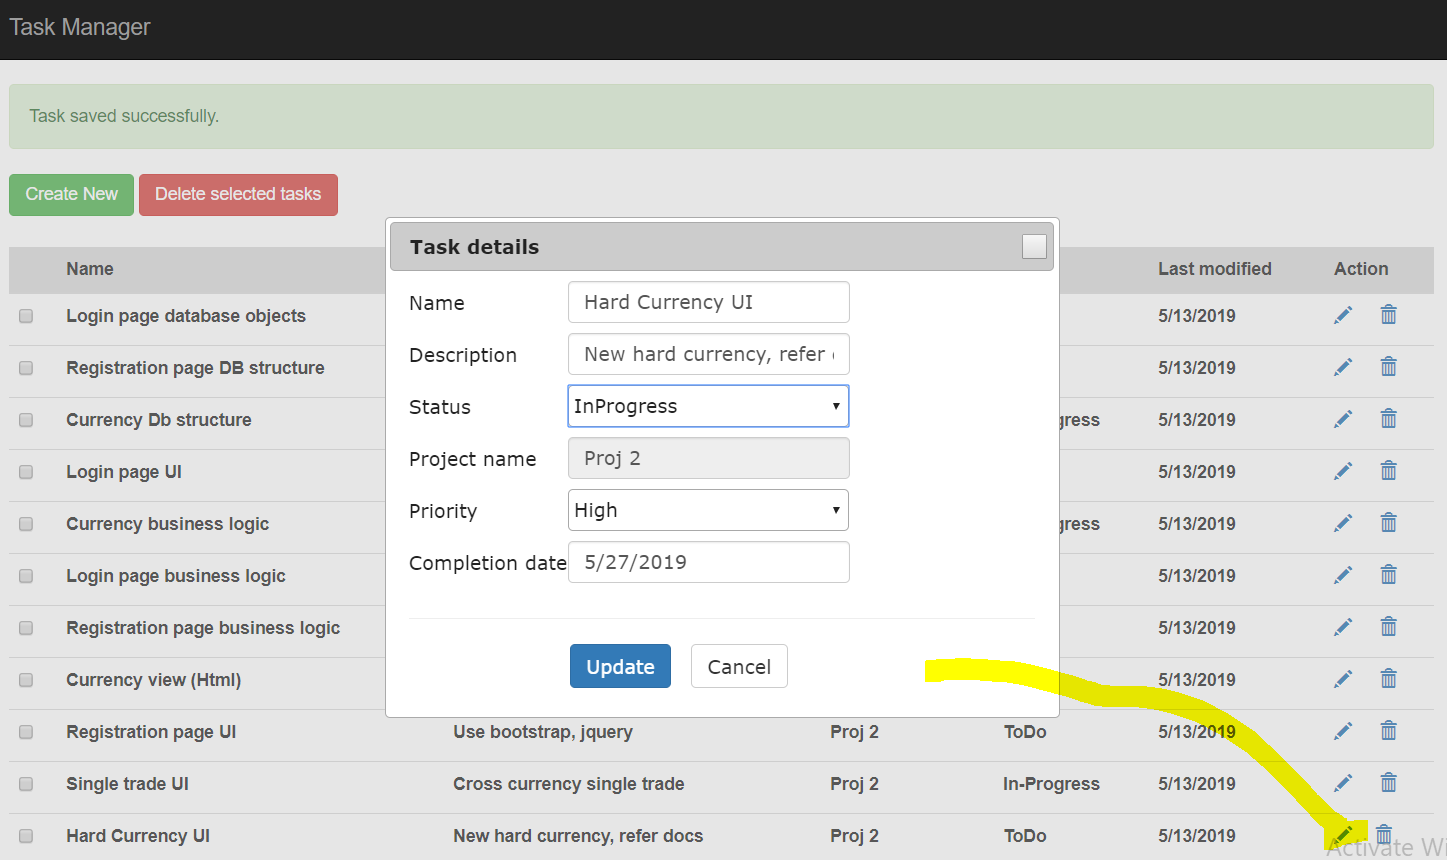 Task Manager
Task saved successfully.
Create New Delete selected tasks
Task details
Name Last modified Action
Name Hard Currency UI
Login page database objects 5/13/2019
Description New hard currency, refer
Registration page DB structure 5/13/2019
Status InProgress
Currency Db structure gress 5/13/2019
Project name Proj 2
Login page UI 5/13/2019
Priority High
Currency business logic gress 5/13/2019
Completion date 5/27/2019
Login page business logic 5/13/2019
Registration page business logic 5/13/2019
Update Cancel
Currency view (Html) 5/13/2019
Registration page UI Use bootstrap, jquery Proj 2 ToDo 5/13/2019
Single trade UI Cross currency single trade Proj 2 In-Progress 5/13/2019
Hard Currency UI New hard currency, refer docs Proj 2 ToDo 5/13/2019
Activate Wi